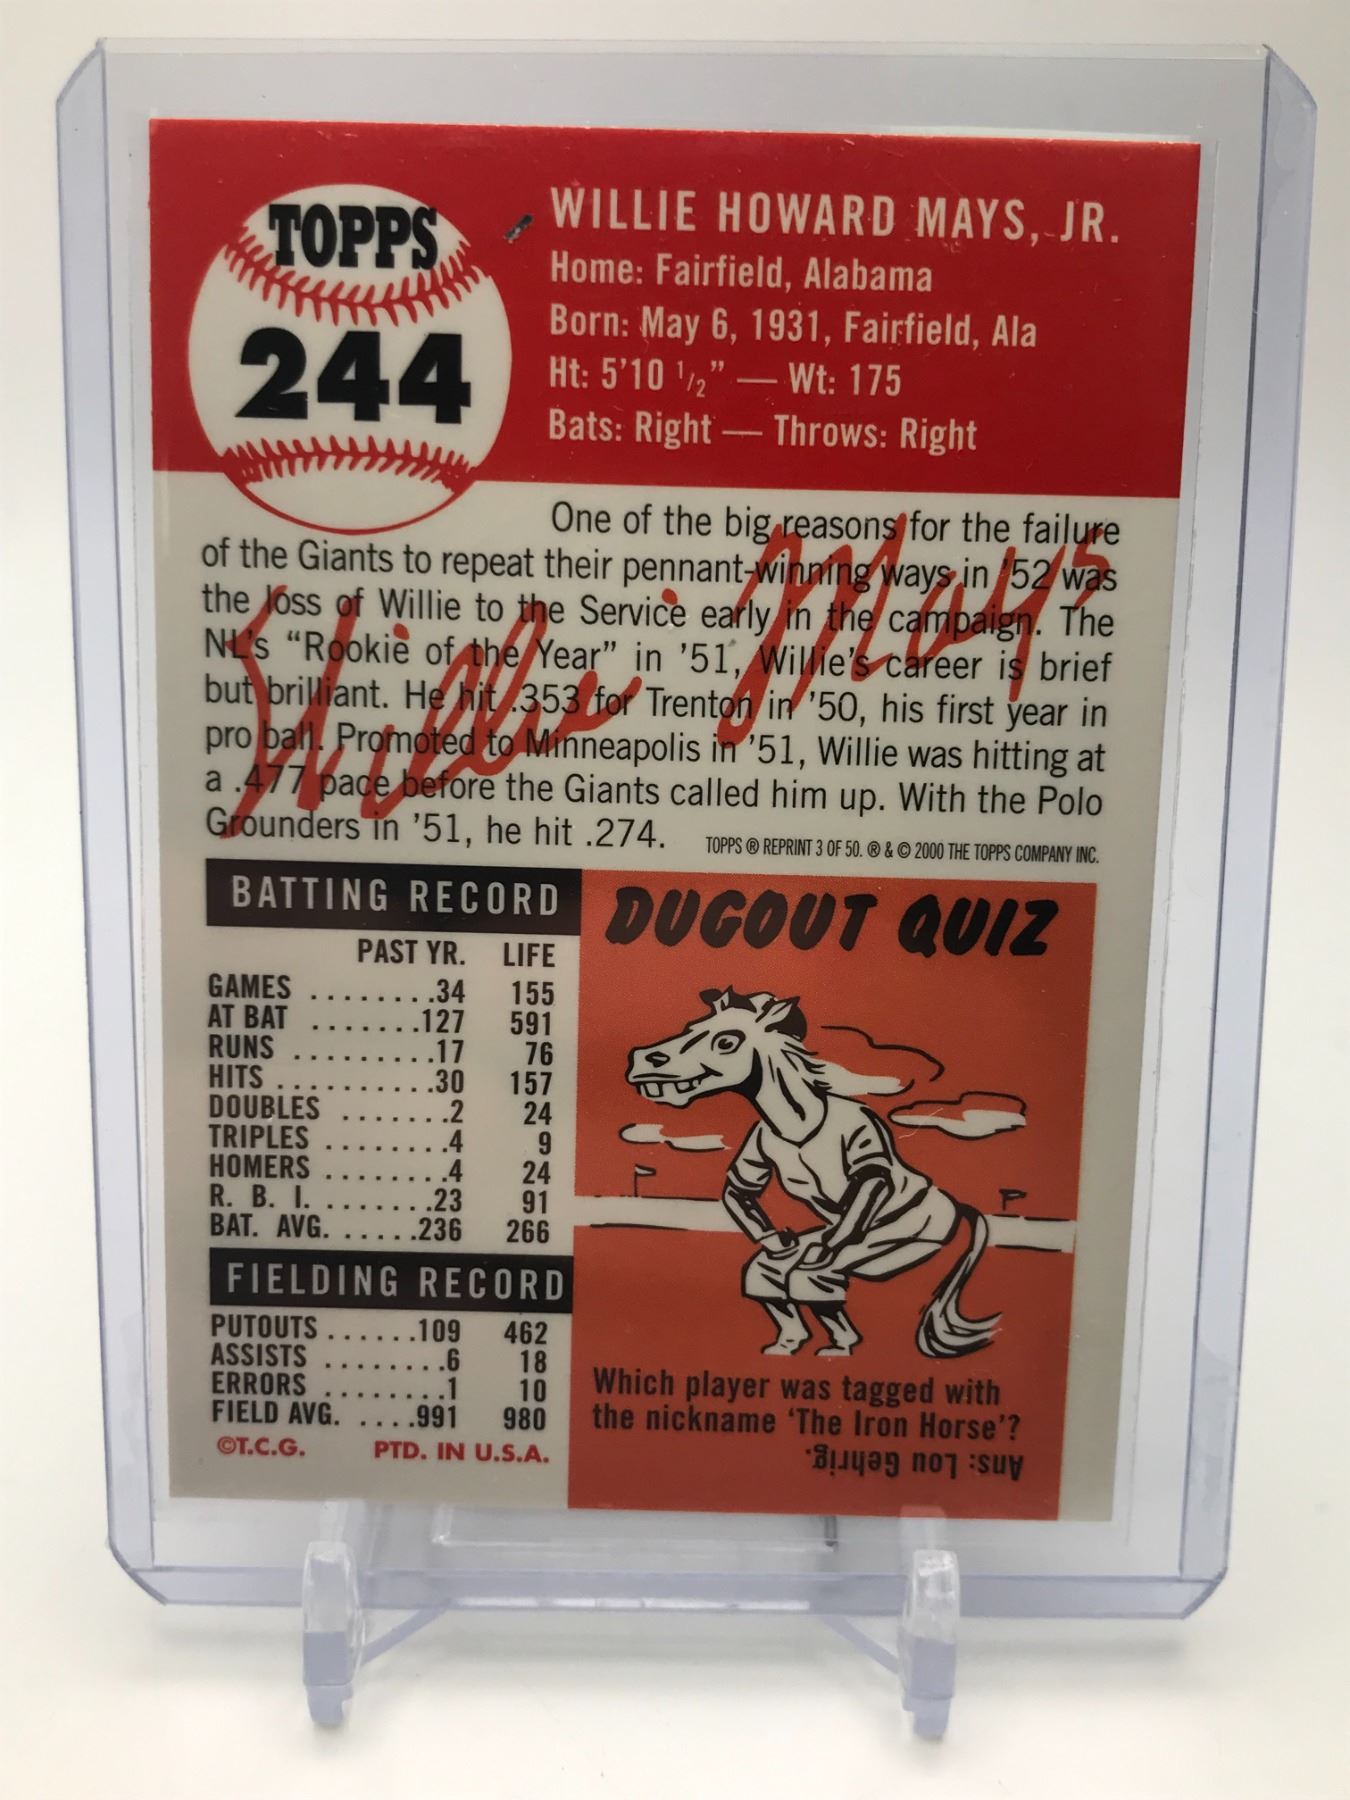 TOPPS
244
WILLIE HOWARD MAYS, JR.
Home: Fairfield, Alabama
Born: May 6, 1931, Fairfield, Ala
Ht: 5'10 1/2" — Wt: 175
Bats: Right — Throws: Right
One of the big reasons for the failure
of the Giants to repeat their pennant-winning ways in '52 was
the loss of Willie to the Service early in the campaign. The
NL's "Rookie of the Year" in '51, Willie's career is brief
but brilliant. He hit .353 for Trenton in '50, his first year in
pro ball. Promoted to Minneapolis in '51, Willie was hitting at
a .477 pace before the Giants called him up. With the Polo
Grounders in '51, he hit .274.
Willie Mays
TOPPS ® REPRINT 3 OF 50. ® & © 2000 THE TOPPS COMPANY INC.
BATTING RECORD
PAST YR. LIFE
GAMES ........34 155
AT BAT .......127 591
RUNS .........17 76
HITS ..........30 157
DOUBLES .......2 24
TRIPLES ........4 9
HOMERS ........4 24
R. B. I. .......23 91
BAT. AVG. .....236 266
FIELDING RECORD
PUTOUTS ......109 462
ASSISTS ........6 18
ERRORS ........1 10
FIELD AVG. ....991 980
©T.C.G. PTD. IN U.S.A.
DUGOUT QUIZ
Which player was tagged with
the nickname 'The Iron Horse'?
Ans: Lou Gehrig.